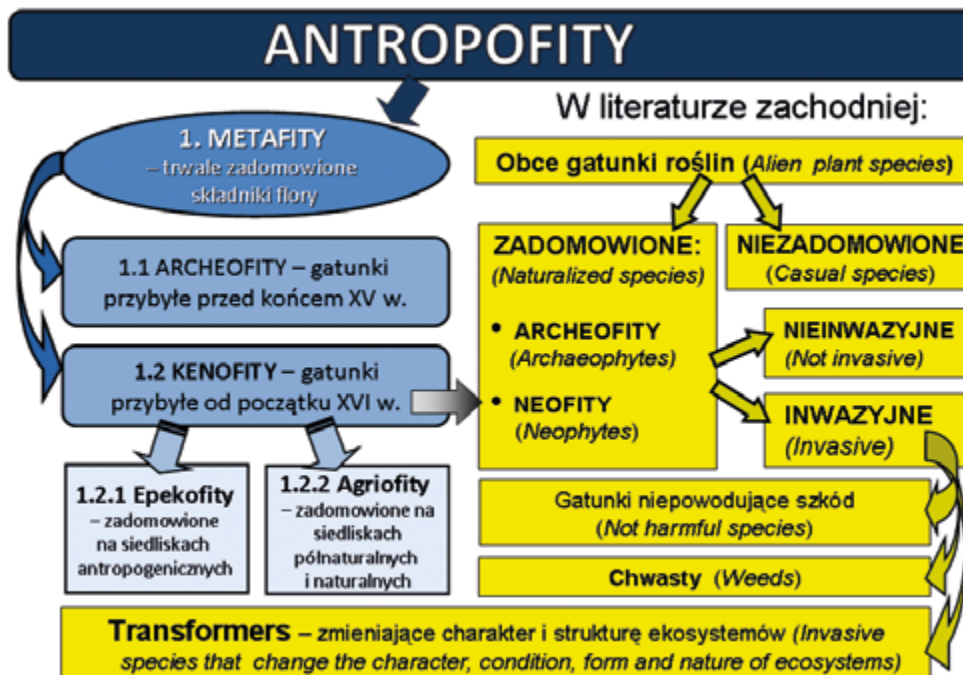 ANTROPOFITY
1. METAFITY
– trwale zadomowione
składniki flory
1.1 ARCHEOFITY – gatunki
przybyłe przed końcem XV w.
1.2 KENOFITY – gatunki
przybyłe od początku XVI w.
1.2.1 Epekofity
– zadomowione
na siedliskach
antropogenicznych
1.2.2 Agriofity
– zadomowione na
siedliskach
półnaturalnych
i naturalnych
W literaturze zachodniej:
Obce gatunki roślin (Alien plant species)
ZADOMOWIONE:
(Naturalized species)
• ARCHEOFITY
(Archaeophytes)
• NEOFITY
(Neophytes)
NIEZADOMOWIONE
(Casual species)
NIEINWAZYJNE
(Not invasive)
INWAZYJNE
(Invasive)
Gatunki niepowodujące szkód
(Not harmful species)
Chwasty (Weeds)
Transformers – zmieniające charakter i strukturę ekosystemów (Invasive
species that change the character, condition, form and nature of ecosystems)